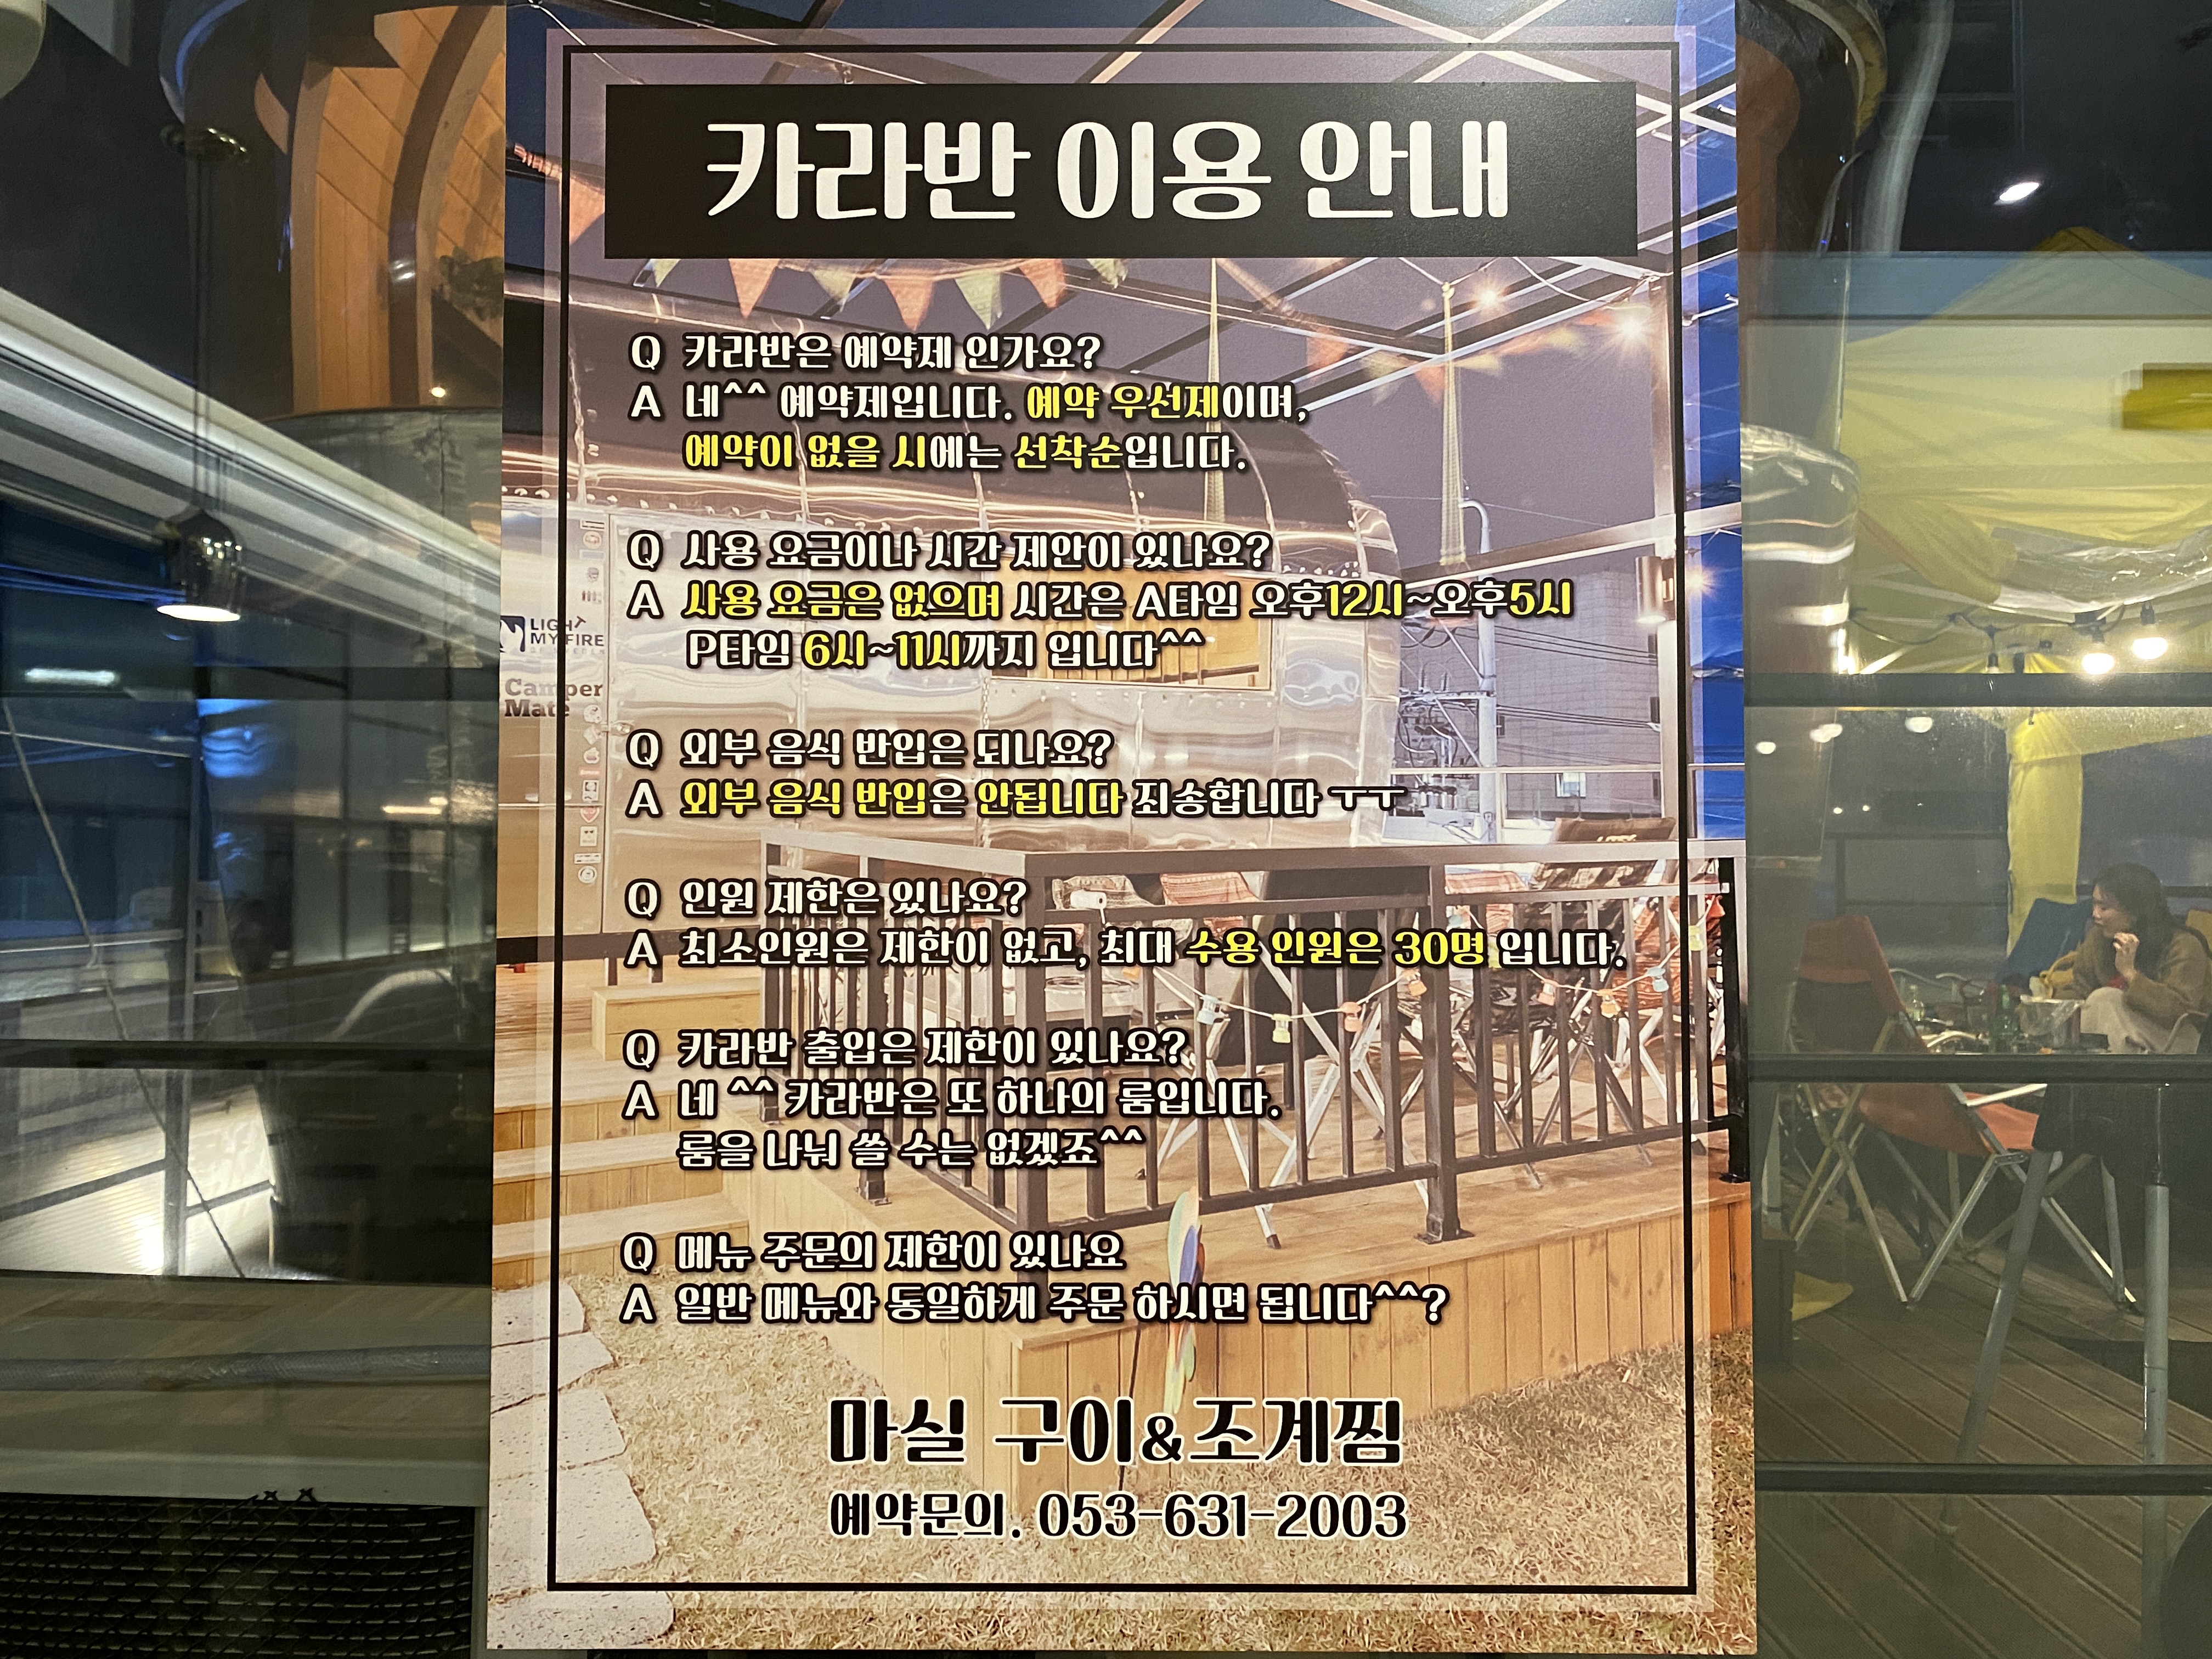 카라반 이용 안내
Q 카라반은 예약제 인가요?
A 네^^ 예약제입니다. 예약 우선제이며,
예약이 없을 시에는 선착순입니다.
Q 사용 요금이나 시간 제안이 있나요?
A 사용 요금은 없으며 시간은 A타임 오후12시~오후5시
P타임 6시~11시까지 입니다^^
LIGHT
MY FIRE
Camper
Mate
Q 외부 음식 반입은 되나요?
A 외부 음식 반입은 안됩니다 죄송합니다 ㅜㅜ
Q 인원 제한은 있나요?
A 최소인원은 제한이 없고, 최대 수용 인원은 30명 입니다.
Q 카라반 출입은 제한이 있나요?
A 네 ^^ 카라반은 또 하나의 룸입니다.
룸을 나눠 쓸 수는 없겠죠^^
Q 메뉴 주문의 제한이 있나요
A 일반 메뉴와 동일하게 주문 하시면 됩니다^^?
마실 구이&조계찜
예약문의. 053-631-2003